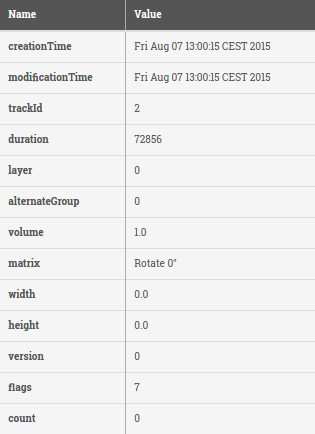 Name Value
creationTime Fri Aug 07 13:00:15 CEST 2015
modificationTime Fri Aug 07 13:00:15 CEST 2015
trackId 2
duration 72856
layer 0
alternateGroup 0
volume 1.0
matrix Rotate 0°
width 0.0
height 0.0
version 0
flags 7
count 0